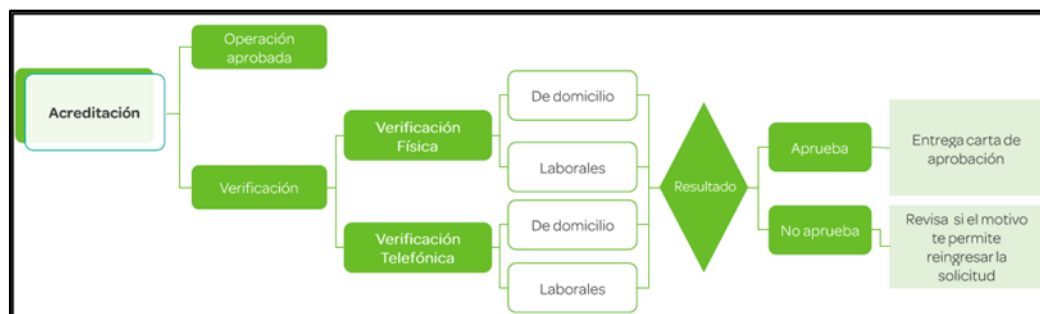 Acreditación
Operación
aprobada
Verificación
Verificación
Física
Verificación
Telefónica
De domicilio
Laborales
De domicilio
Laborales
Resultado
Aprueba
No aprueba
Entrega carta de
aprobación
Revisa si el motivo
te permite
reingresar la
solicitud